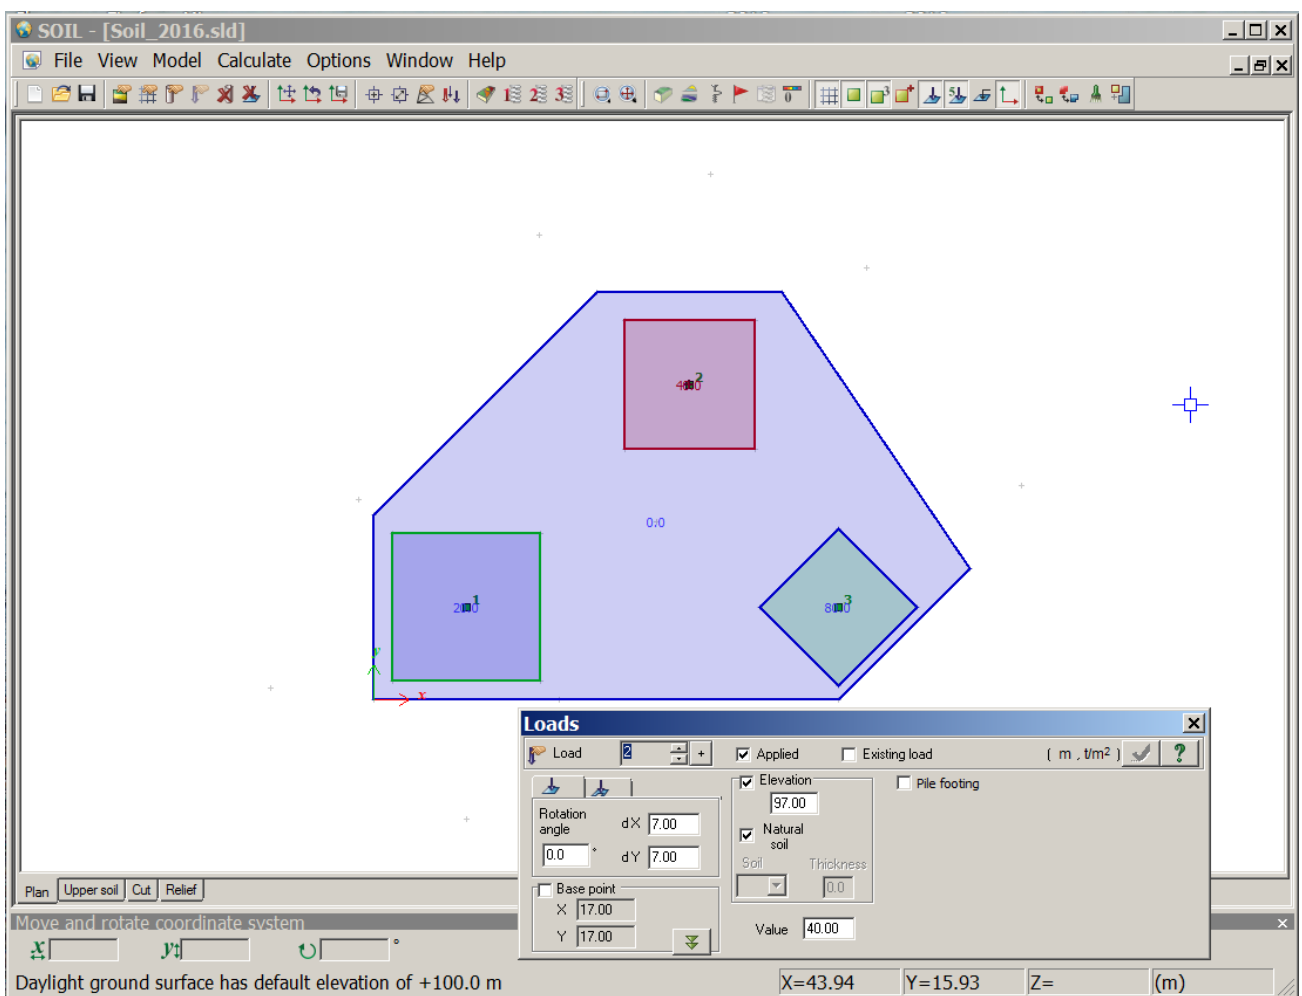 SOIL - [Soil_2016.sld]
File View Model Calculate Options Window Help
2
0.0
1
3
y
x
Loads
Load 2 + Applied Existing load ( m , t/m² ) ?
Elevation Pile footing
97.00
Rotation angle dX 7.00
Natural soil
0.0 ° dY 7.00
Soil Thickness
0.0
Base point
X 17.00
Y 17.00
Value 40.00
Plan Upper soil Cut Relief
Move and rotate coordinate system
x y °
Daylight ground surface has default elevation of +100.0 m X=43.94 Y=15.93 Z= (m)